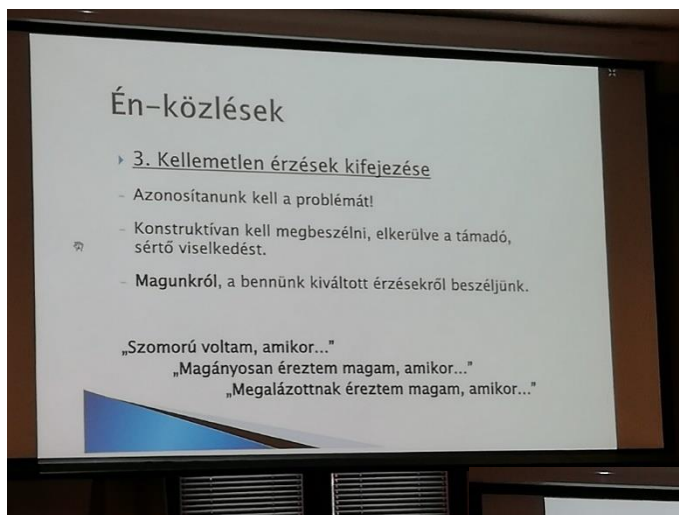 Én-közlések
3. Kellemetlen érzések kifejezése
– Azonosítanunk kell a problémát!
– Konstruktívan kell megbeszélni, elkerülve a támadó,
sértő viselkedést.
– Magunkról, a bennünk kiváltott érzésekről beszéljünk.
„Szomorú voltam, amikor..."
„Magányosan éreztem magam, amikor..."
„Megalázottnak éreztem magam, amikor..."